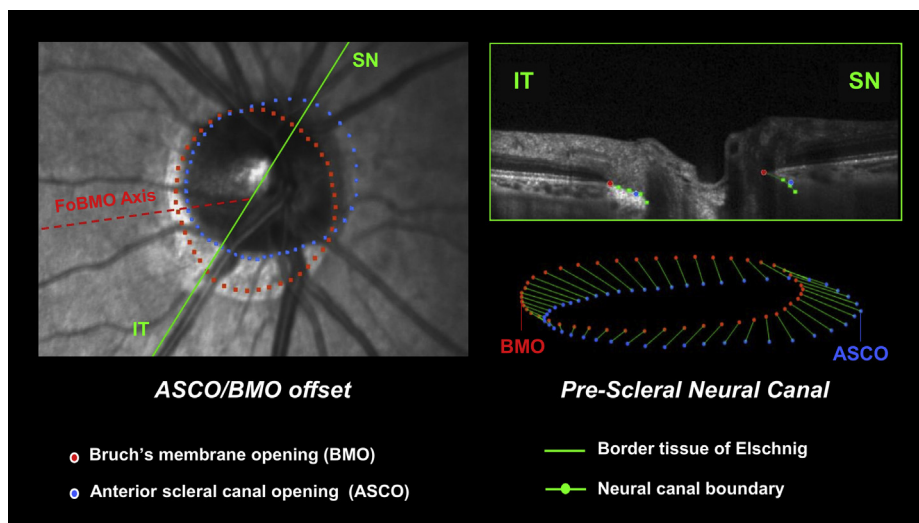 SN
FoBMO Axis
IT
IT
SN
BMO
ASCO
ASCO/BMO offset
Pre-Scleral Neural Canal
Bruch's membrane opening (BMO)
Anterior scleral canal opening (ASCO)
Border tissue of Elschnig
Neural canal boundary